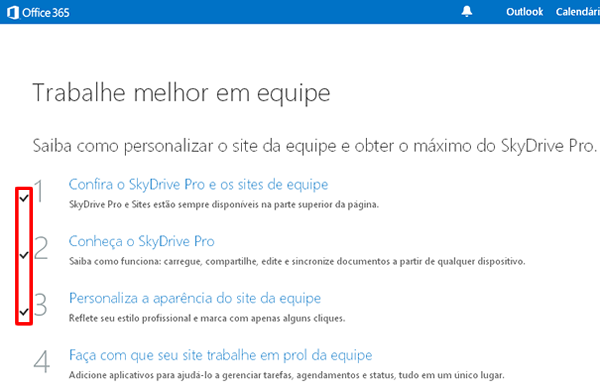 Office 365
Outlook Calendári
Trabalhe melhor em equipe
Saiba como personalizar o site da equipe e obter o máximo do SkyDrive Pro.
1 Confira o SkyDrive Pro e os sites de equipe
SkyDrive Pro e Sites estão sempre disponíveis na parte superior da página.
2 Conheça o SkyDrive Pro
Saiba como funciona: carregue, compartilhe, edite e sincronize documentos a partir de qualquer dispositivo.
3 Personaliza a aparência do site da equipe
Reflete seu estilo profissional e marca com apenas alguns cliques.
4 Faça com que seu site trabalhe em prol da equipe
Adicione aplicativos para ajudá-lo a gerenciar tarefas, agendamentos e status, tudo em um único lugar.